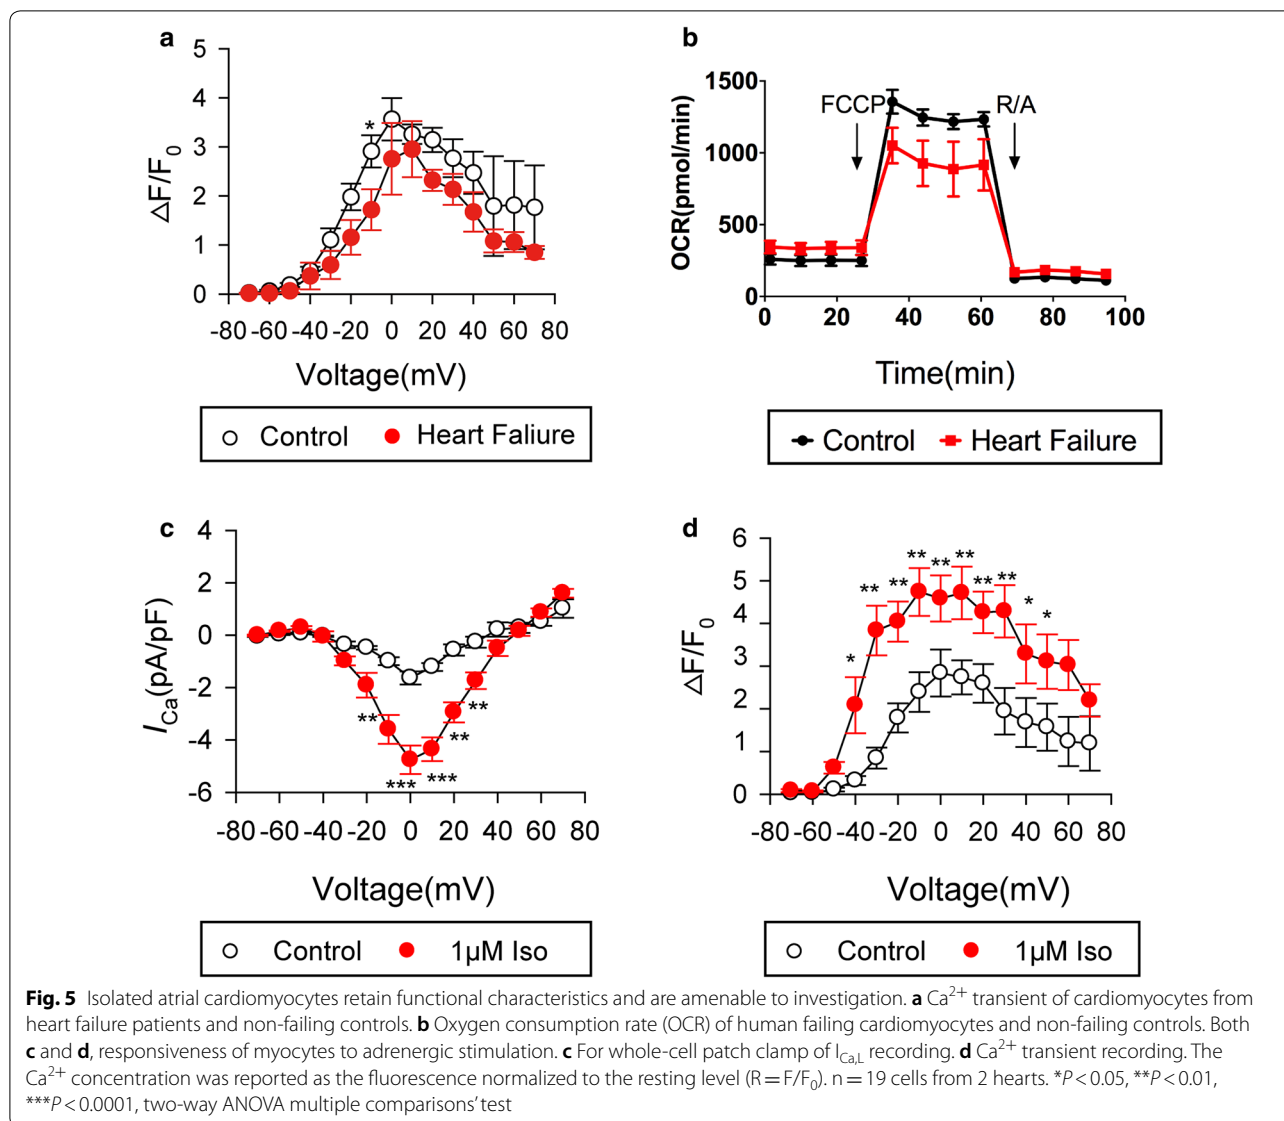 a
5
4
3
2
1
0
ΔF/F0
*
-80 -60 -40 -20 0 20 40 60 80
Voltage(mV)
Control Heart Faliure
b
1500
1000
500
0
OCR(pmol/min)
FCCP R/A
0 20 40 60 80 100
Time(min)
Control Heart Failure
c
4
2
0
-2
-4
-6
ICa(pA/pF)
** *** *** ** **
-80 -60 -40 -20 0 20 40 60 80
Voltage(mV)
Control 1µM Iso
d
6
5
4
3
2
1
0
ΔF/F0
* ** ** ** ** ** ** ** * *
-80 -60 -40 -20 0 20 40 60 80
Voltage(mV)
Control 1µM Iso
Fig. 5 Isolated atrial cardiomyocytes retain functional characteristics and are amenable to investigation. a Ca2+ transient of cardiomyocytes from
heart failure patients and non-failing controls. b Oxygen consumption rate (OCR) of human failing cardiomyocytes and non-failing controls. Both
c and d, responsiveness of myocytes to adrenergic stimulation. c For whole-cell patch clamp of ICa,L recording. d Ca2+ transient recording. The
Ca2+ concentration was reported as the fluorescence normalized to the resting level (R = F/F0). n = 19 cells from 2 hearts. *P < 0.05, **P < 0.01,
***P < 0.0001, two-way ANOVA multiple comparisons' test